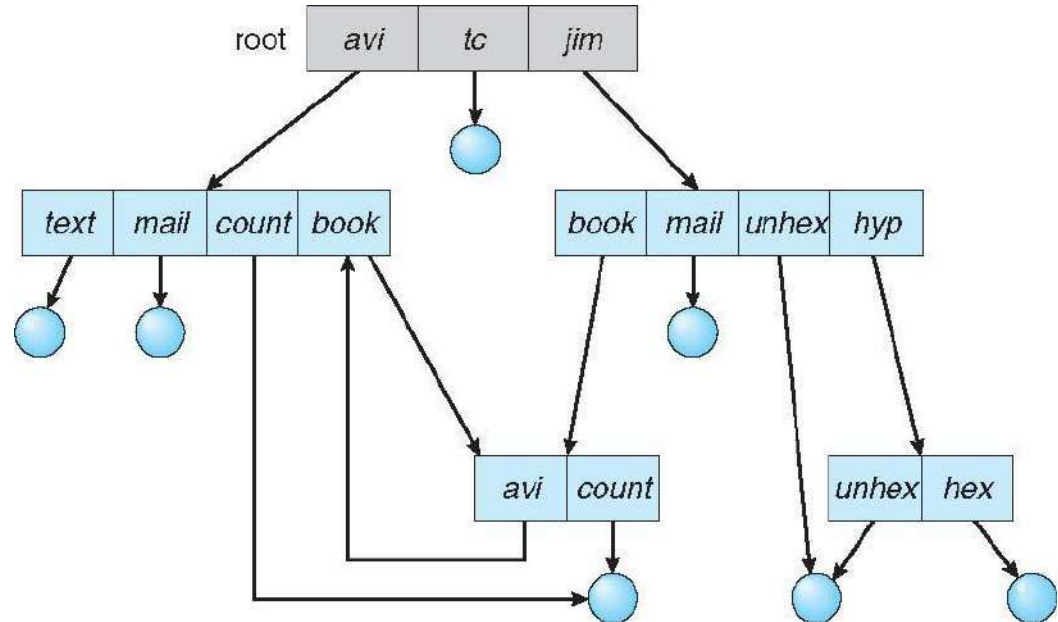 root avi tc jim
text mail count book
book mail unhex hyp
avi count
unhex hex